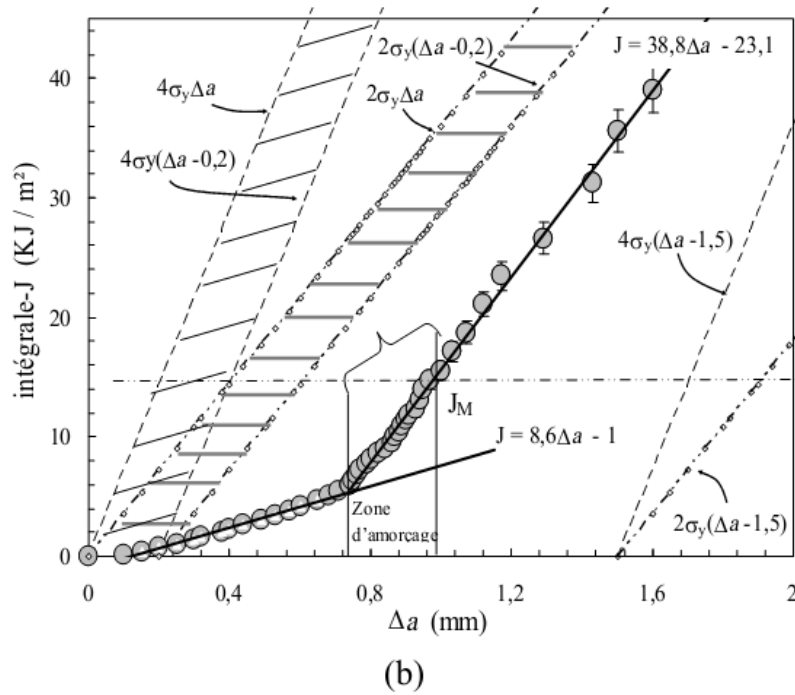 (b)
2σy(Δa-0,2)
J = 38,8Δa - 23,1
4σyΔa
2σyΔa
4σy(Δa-0,2)
4σy(Δa-1,5)
JM
J = 8,6Δa - 1
Zone
d'amorçage
2σy(Δa-1,5)
intégrale-J (KJ / m²)
40
30
20
10
0
0 0,4 0,8 1,2 1,6 2
Δa (mm)
(b)